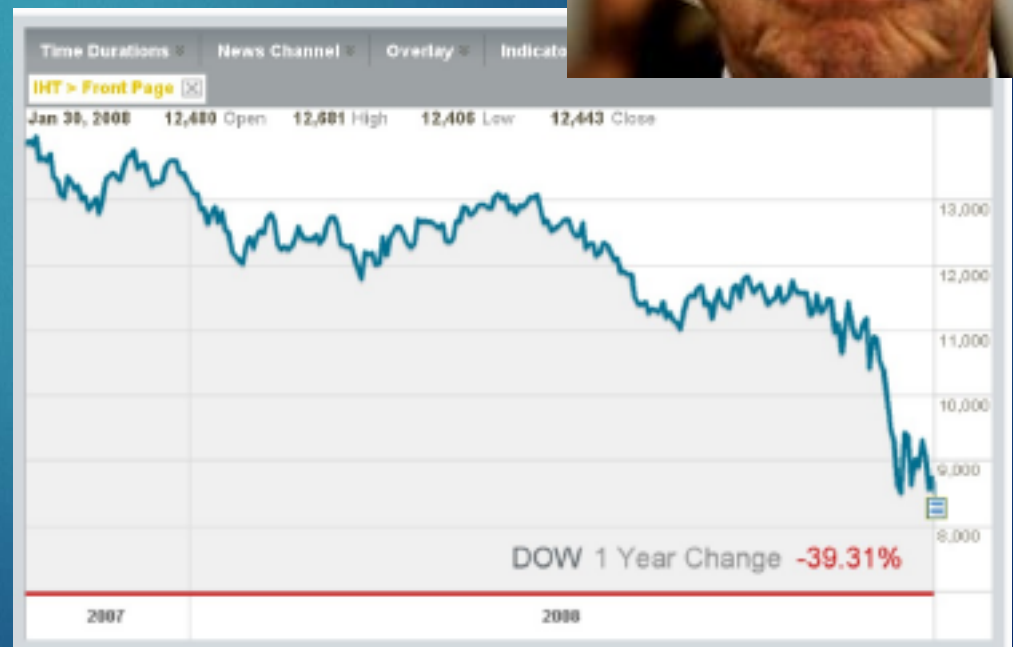 Time Durations News Channel Overlay Indicato
IHT > Front Page
Jan 30, 2008 12,480 Open 12,681 High 12,406 Low 12,443 Close
13,000
12,000
11,000
10,000
9,000
8,000
DOW 1 Year Change -39.31%
2007 2008